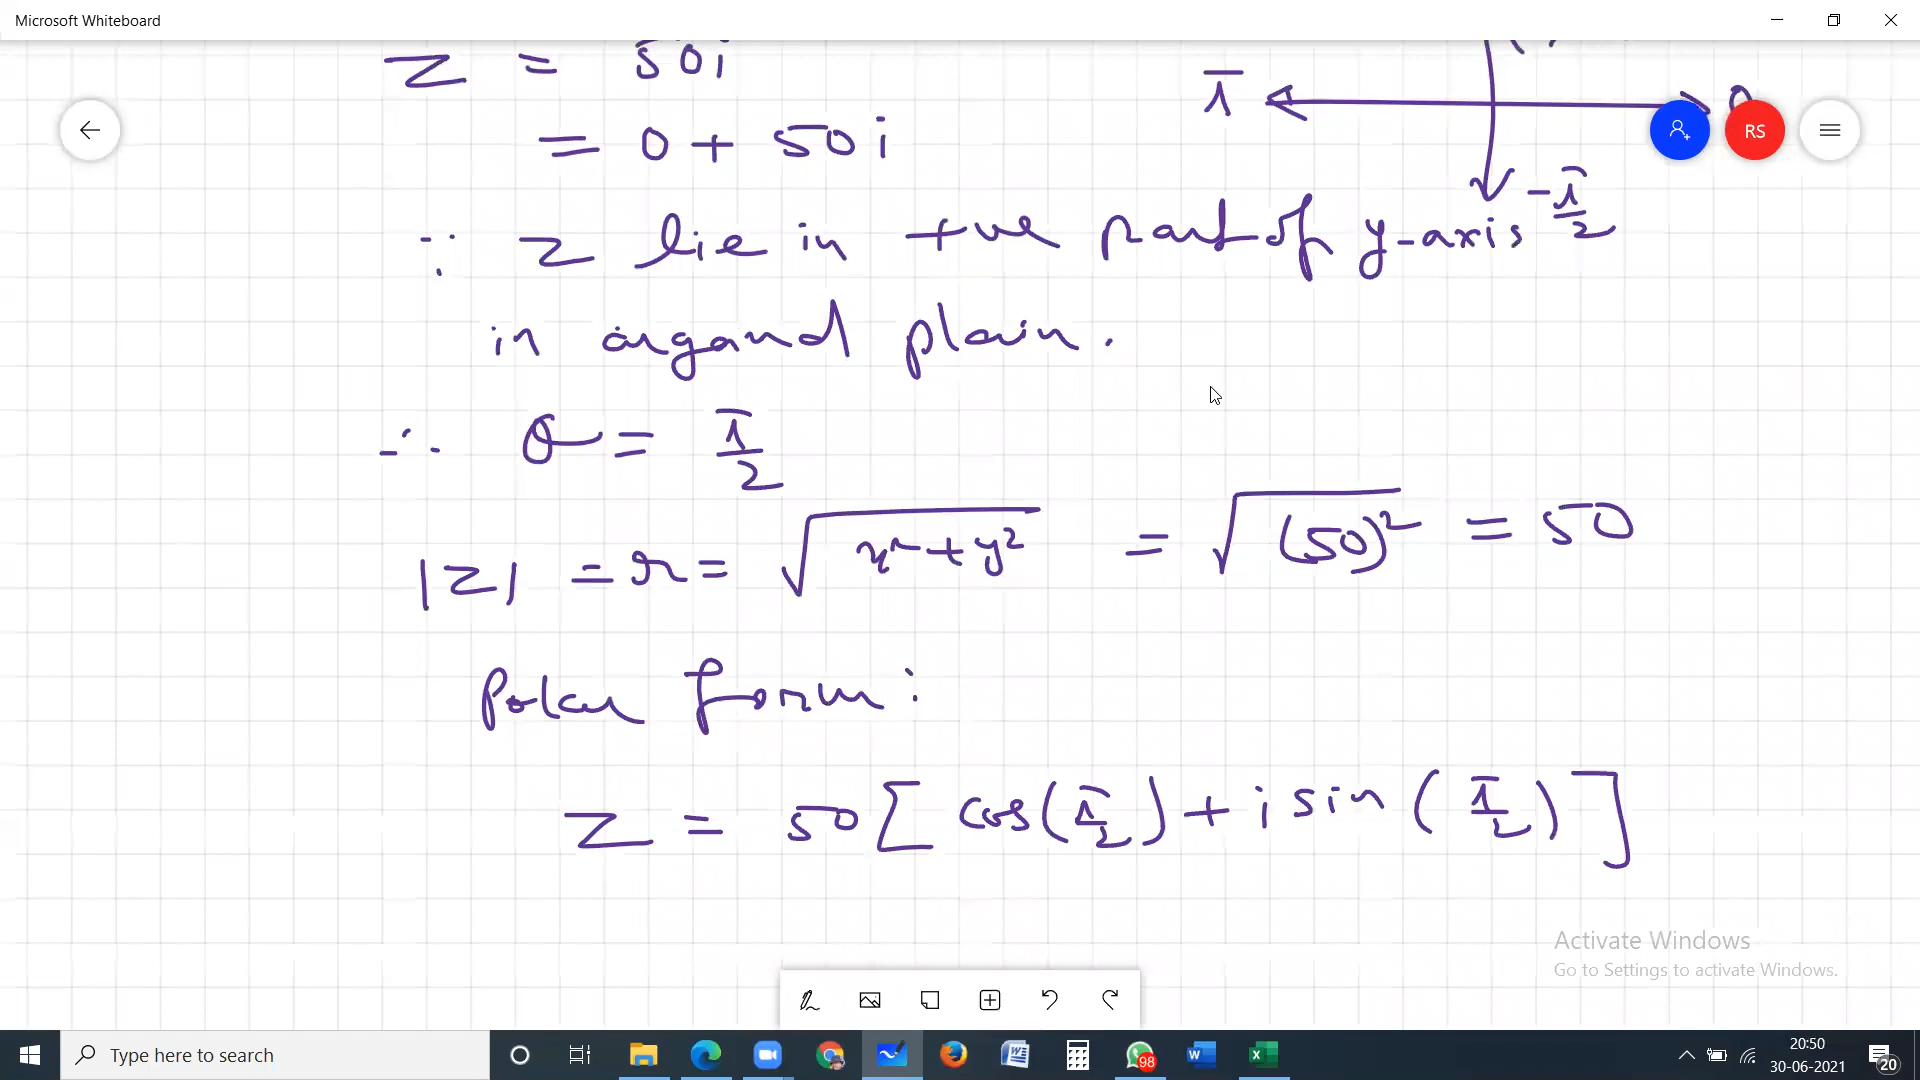 Microsoft Whiteboard
z = 50i
= 0 + 50i
π
0
-π/2
RS
∵ z lie in +ve part of y-axis
in argand plain.
∴ θ = π/2
|z| = r = √(x² + y²) = √(50)² = 50
Polar form:
z = 50 [cos(π/2) + i sin(π/2)]
Activate Windows
Go to Settings to activate Windows.
Type here to search
98
20:50
30-06-2021
20